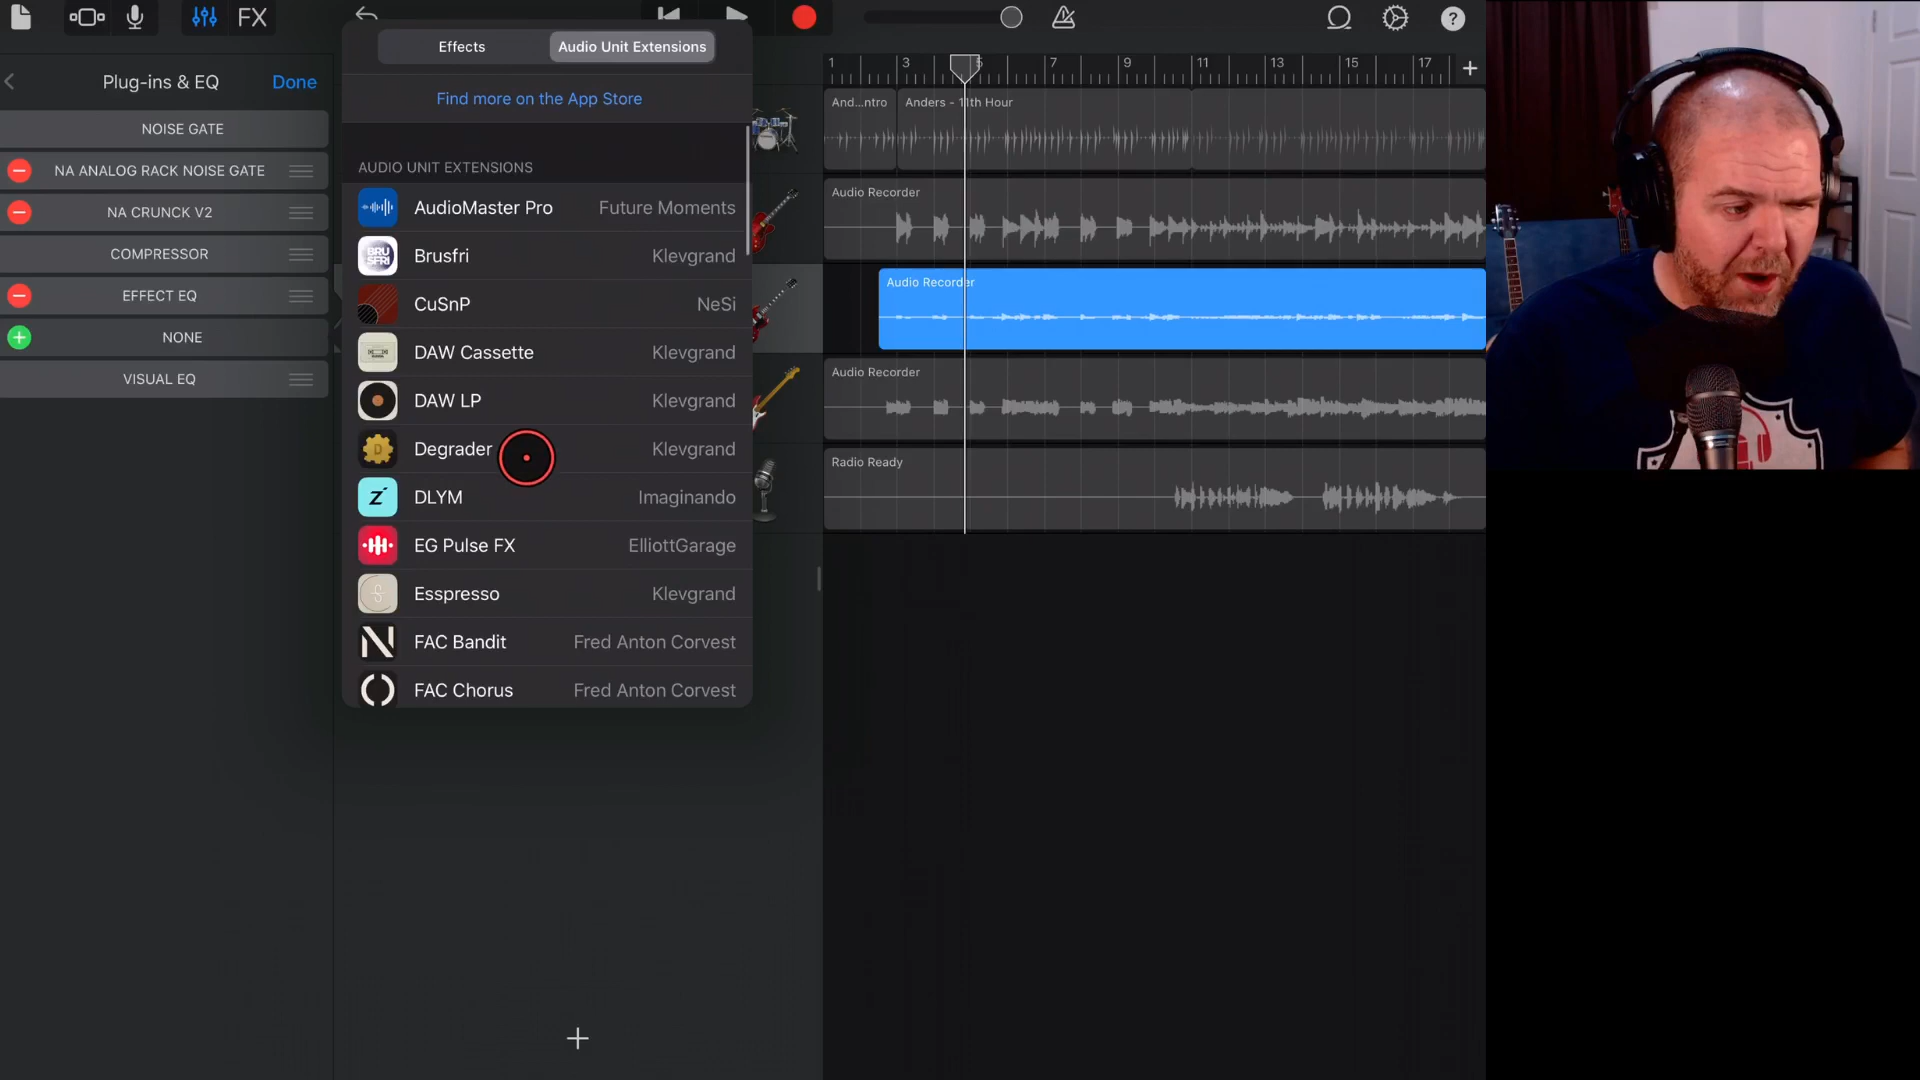 FX
?
Plug-ins & EQ
Done
NOISE GATE
NA ANALOG RACK NOISE GATE
NA CRUNCK V2
COMPRESSOR
EFFECT EQ
NONE
VISUAL EQ
Effects
Audio Unit Extensions
Find more on the App Store
AUDIO UNIT EXTENSIONS
AudioMaster Pro Future Moments
BRUSFRI
Brusfri Klevgrand
CuSnP NeSi
DAW Cassette Klevgrand
DAW LP Klevgrand
D
Degrader Klevgrand
DLYM Imaginando
EG Pulse FX ElliottGarage
Esspresso Klevgrand
FAC Bandit Fred Anton Corvest
FAC Chorus Fred Anton Corvest
1 3 5 7 9 11 13 15 17
And...ntro Anders - 11th Hour
Audio Recorder
Audio Recorder
Audio Recorder
Radio Ready